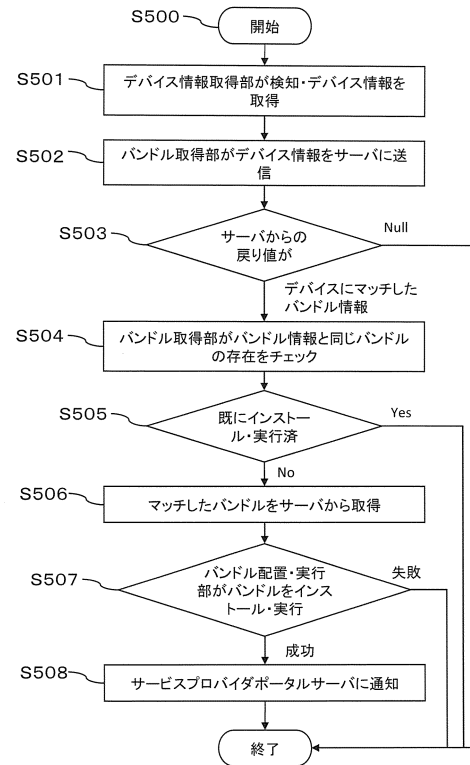 S500
開始
S501
デバイス情報取得部が検知・デバイス情報を
取得
S502
バンドル取得部がデバイス情報をサーバに送
信
S503
サーバからの
戻り値が
Null
デバイスにマッチした
バンドル情報
S504
バンドル取得部がバンドル情報と同じバンドル
の存在をチェック
S505
既にインストー
ル・実行済
Yes
No
S506
マッチしたバンドルをサーバから取得
S507
バンドル配置・実行
部がバンドルをインス
トール・実行
失敗
成功
S508
サービスプロバイダポータルサーバに通知
終了